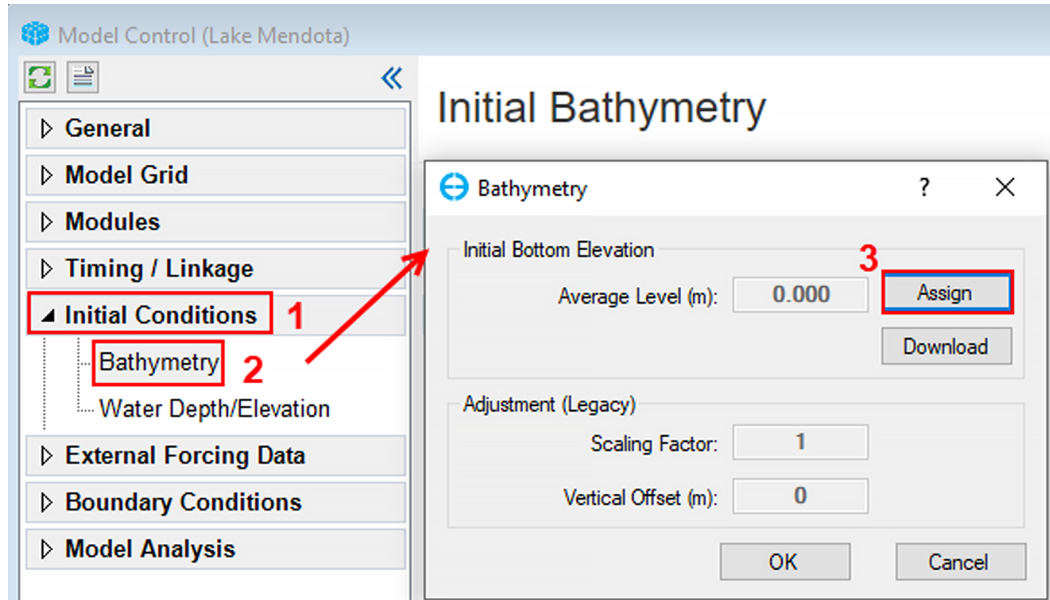 Model Control (Lake Mendota)
General
Model Grid
Modules
Timing / Linkage
Initial Conditions 1
Bathymetry 2
Water Depth/Elevation
External Forcing Data
Boundary Conditions
Model Analysis
Initial Bathymetry
Bathymetry ?
Initial Bottom Elevation
3
Average Level (m): 0.000 Assign
Download
Adjustment (Legacy)
Scaling Factor: 1
Vertical Offset (m): 0
OK Cancel